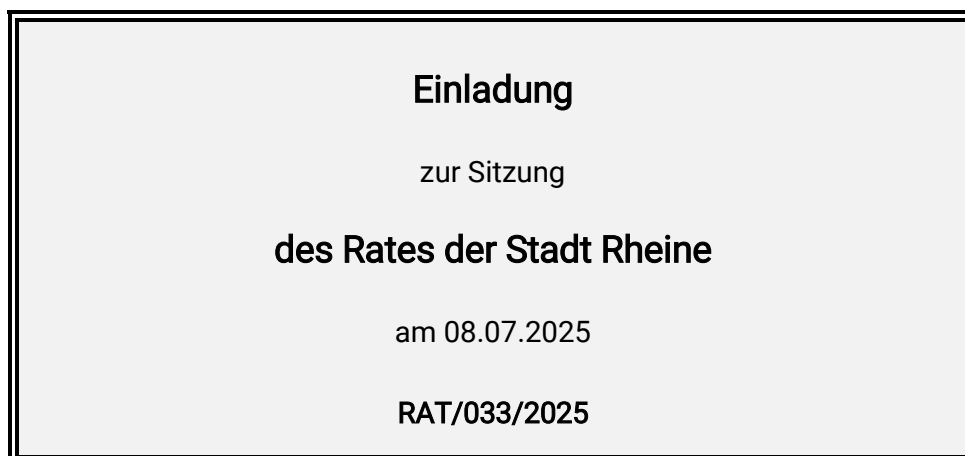 Einladung
zur Sitzung
des Rates der Stadt Rheine
am 08.07.2025
RAT/033/2025